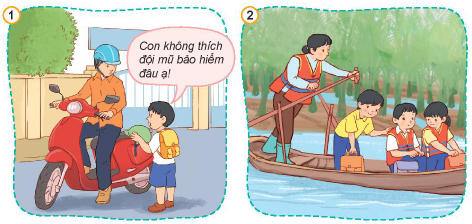 1
Con không thích
đội mũ bảo hiểm
đâu ạ!
2